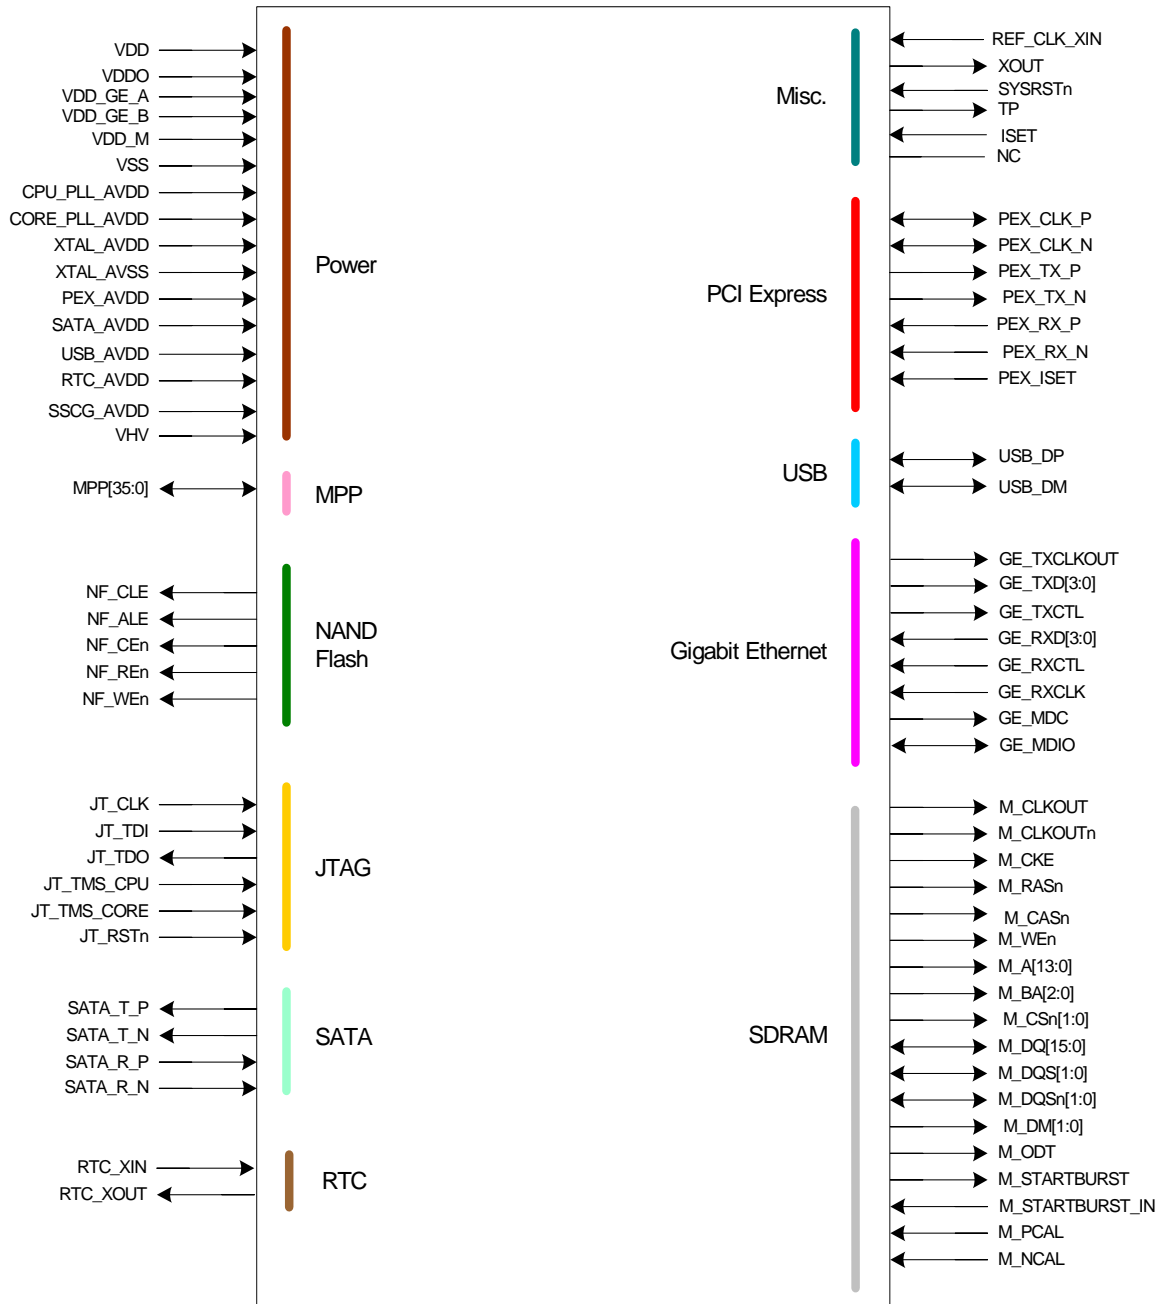 VDD
VDDO
VDD_GE_A
VDD_GE_B
VDD_M
VSS
CPU_PLL_AVDD
CORE_PLL_AVDD
XTAL_AVDD
XTAL_AVSS
PEX_AVDD
SATA_AVDD
USB_AVDD
RTC_AVDD
SSCG_AVDD
VHV
Power
MPP[35:0]
MPP
NF_CLE
NF_ALE
NF_CEn
NF_REn
NF_WEn
NAND
Flash
JT_CLK
JT_TDI
JT_TDO
JT_TMS_CPU
JT_TMS_CORE
JT_RSTn
JTAG
SATA_T_P
SATA_T_N
SATA_R_P
SATA_R_N
SATA
RTC_XIN
RTC_XOUT
RTC
Misc.
REF_CLK_XIN
XOUT
SYSRSTn
TP
ISET
NC
PCI Express
PEX_CLK_P
PEX_CLK_N
PEX_TX_P
PEX_TX_N
PEX_RX_P
PEX_RX_N
PEX_ISET
USB
USB_DP
USB_DM
Gigabit Ethernet
GE_TXCLKOUT
GE_TXD[3:0]
GE_TXCTL
GE_RXD[3:0]
GE_RXCTL
GE_RXCLK
GE_MDC
GE_MDIO
SDRAM
M_CLKOUT
M_CLKOUTn
M_CKE
M_RASn
M_CASn
M_WEn
M_A[13:0]
M_BA[2:0]
M_CSn[1:0]
M_DQ[15:0]
M_DQS[1:0]
M_DQSn[1:0]
M_DM[1:0]
M_ODT
M_STARTBURST
M_STARTBURST_IN
M_PCAL
M_NCAL